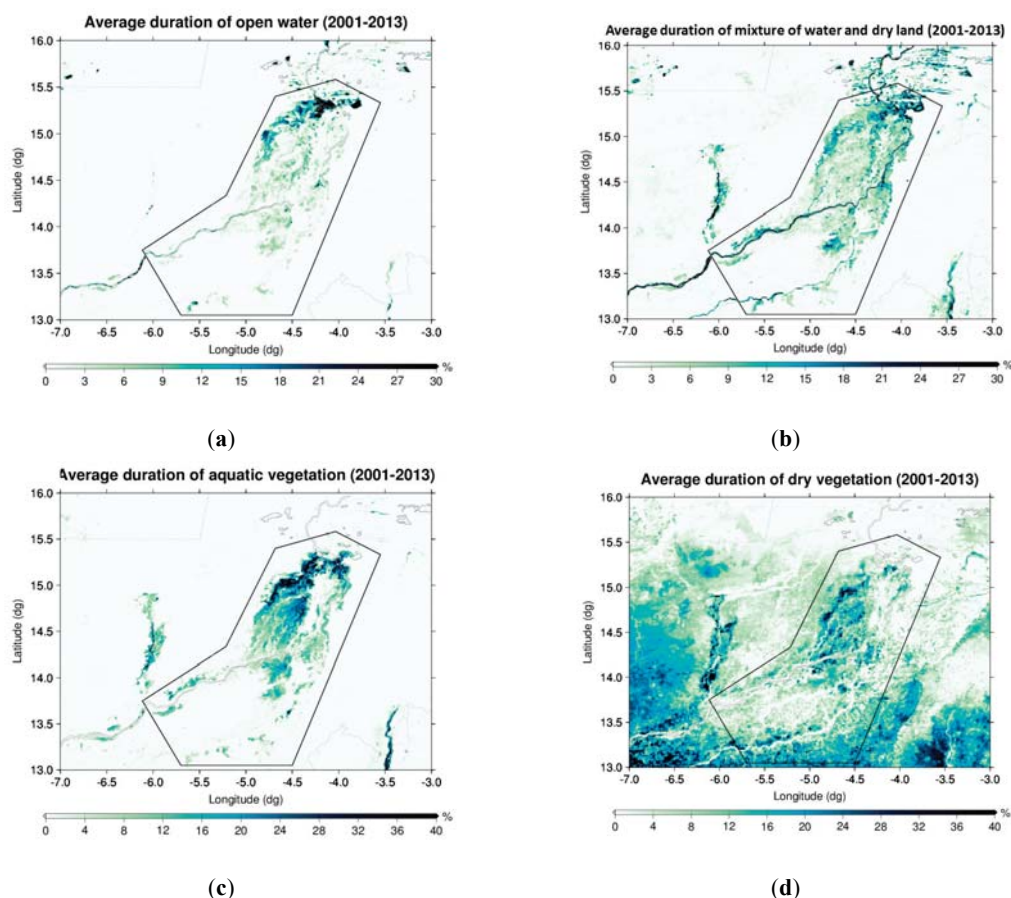 Average duration of open water (2001-2013)
16.0
15.5
15.0
14.5
14.0
13.5
13.0
Latitude (dg)
-7.0 -6.5 -6.0 -5.5 -5.0 -4.5 -4.0 -3.5 -3.0
Longitude (dg)
%
0 3 6 9 12 15 18 21 24 27 30
(a)
Average duration of mixture of water and dry land (2001-2013)
16.0
15.5
15.0
14.5
14.0
13.5
13.0
Latitude (dg)
-7.0 -6.5 -6.0 -5.5 -5.0 -4.5 -4.0 -3.5 -3.0
Longitude (dg)
%
0 3 6 9 12 15 18 21 24 27 30
(b)
Average duration of aquatic vegetation (2001-2013)
16.0
15.5
15.0
14.5
14.0
13.5
13.0
Latitude (dg)
-7.0 -6.5 -6.0 -5.5 -5.0 -4.5 -4.0 -3.5 -3.0
Longitude (dg)
%
0 4 8 12 16 20 24 28 32 36 40
(c)
Average duration of dry vegetation (2001-2013)
16.0
15.5
15.0
14.5
14.0
13.5
13.0
Latitude (dg)
-7.0 -6.5 -6.0 -5.5 -5.0 -4.5 -4.0 -3.5 -3.0
Longitude (dg)
%
0 4 8 12 16 20 24 28 32 36 40
(d)